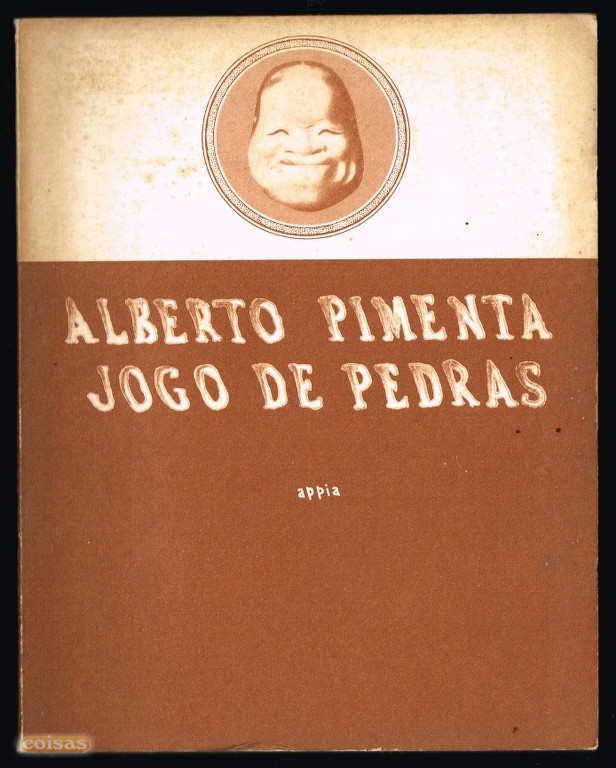 ALBERTO PIMENTA
JOGO DE PEDRAS
appia
coisas